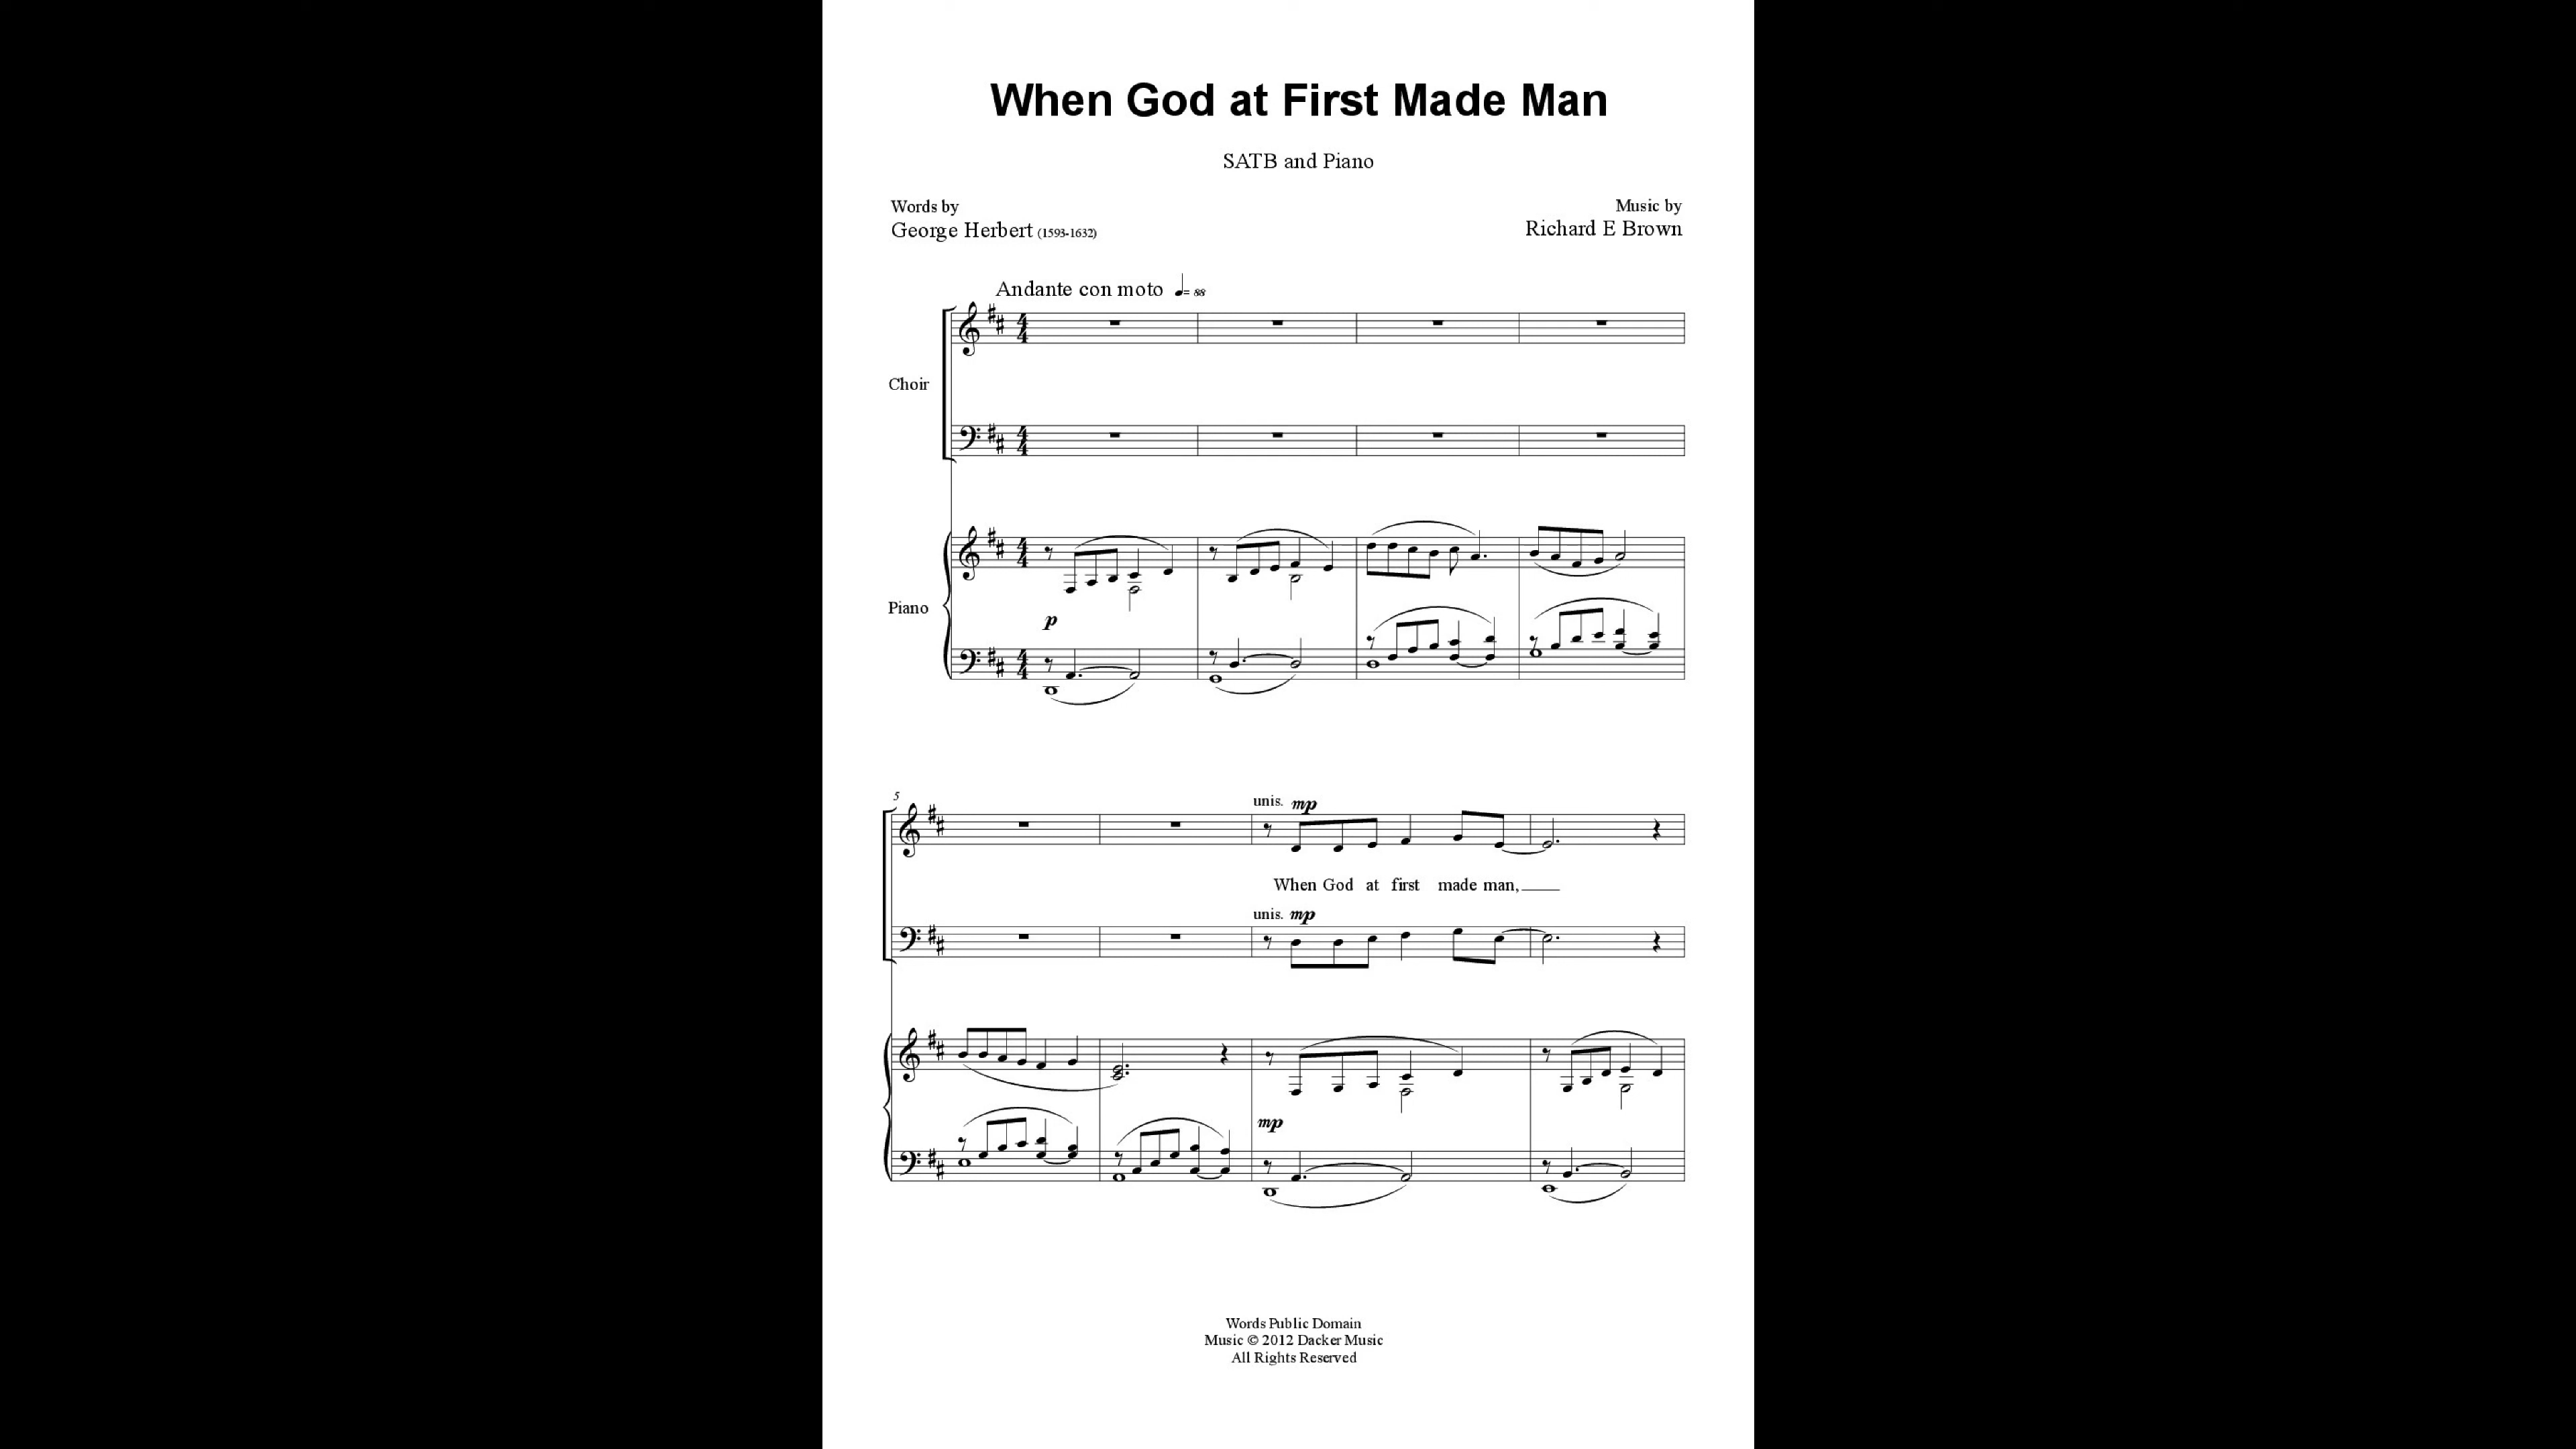 When God at First Made Man
SATB and Piano
Words by
George Herbert (1593-1632)
Music by
Richard E Brown
Andante con moto ♩= 88
Choir
Piano
p
5
unis. mp
When God at first made man,
unis. mp
mp
Words Public Domain
Music © 2012 Dacker Music
All Rights Reserved